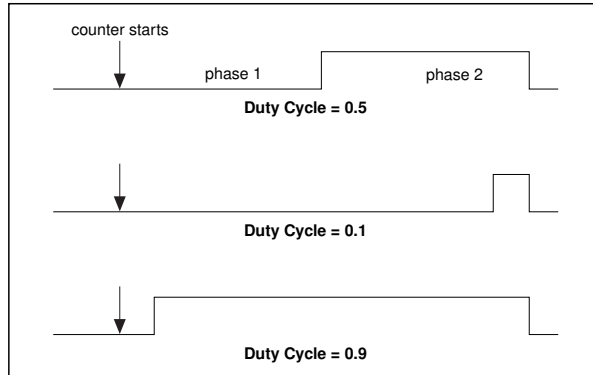 counter starts
phase 1
phase 2
Duty Cycle = 0.5
Duty Cycle = 0.1
Duty Cycle = 0.9